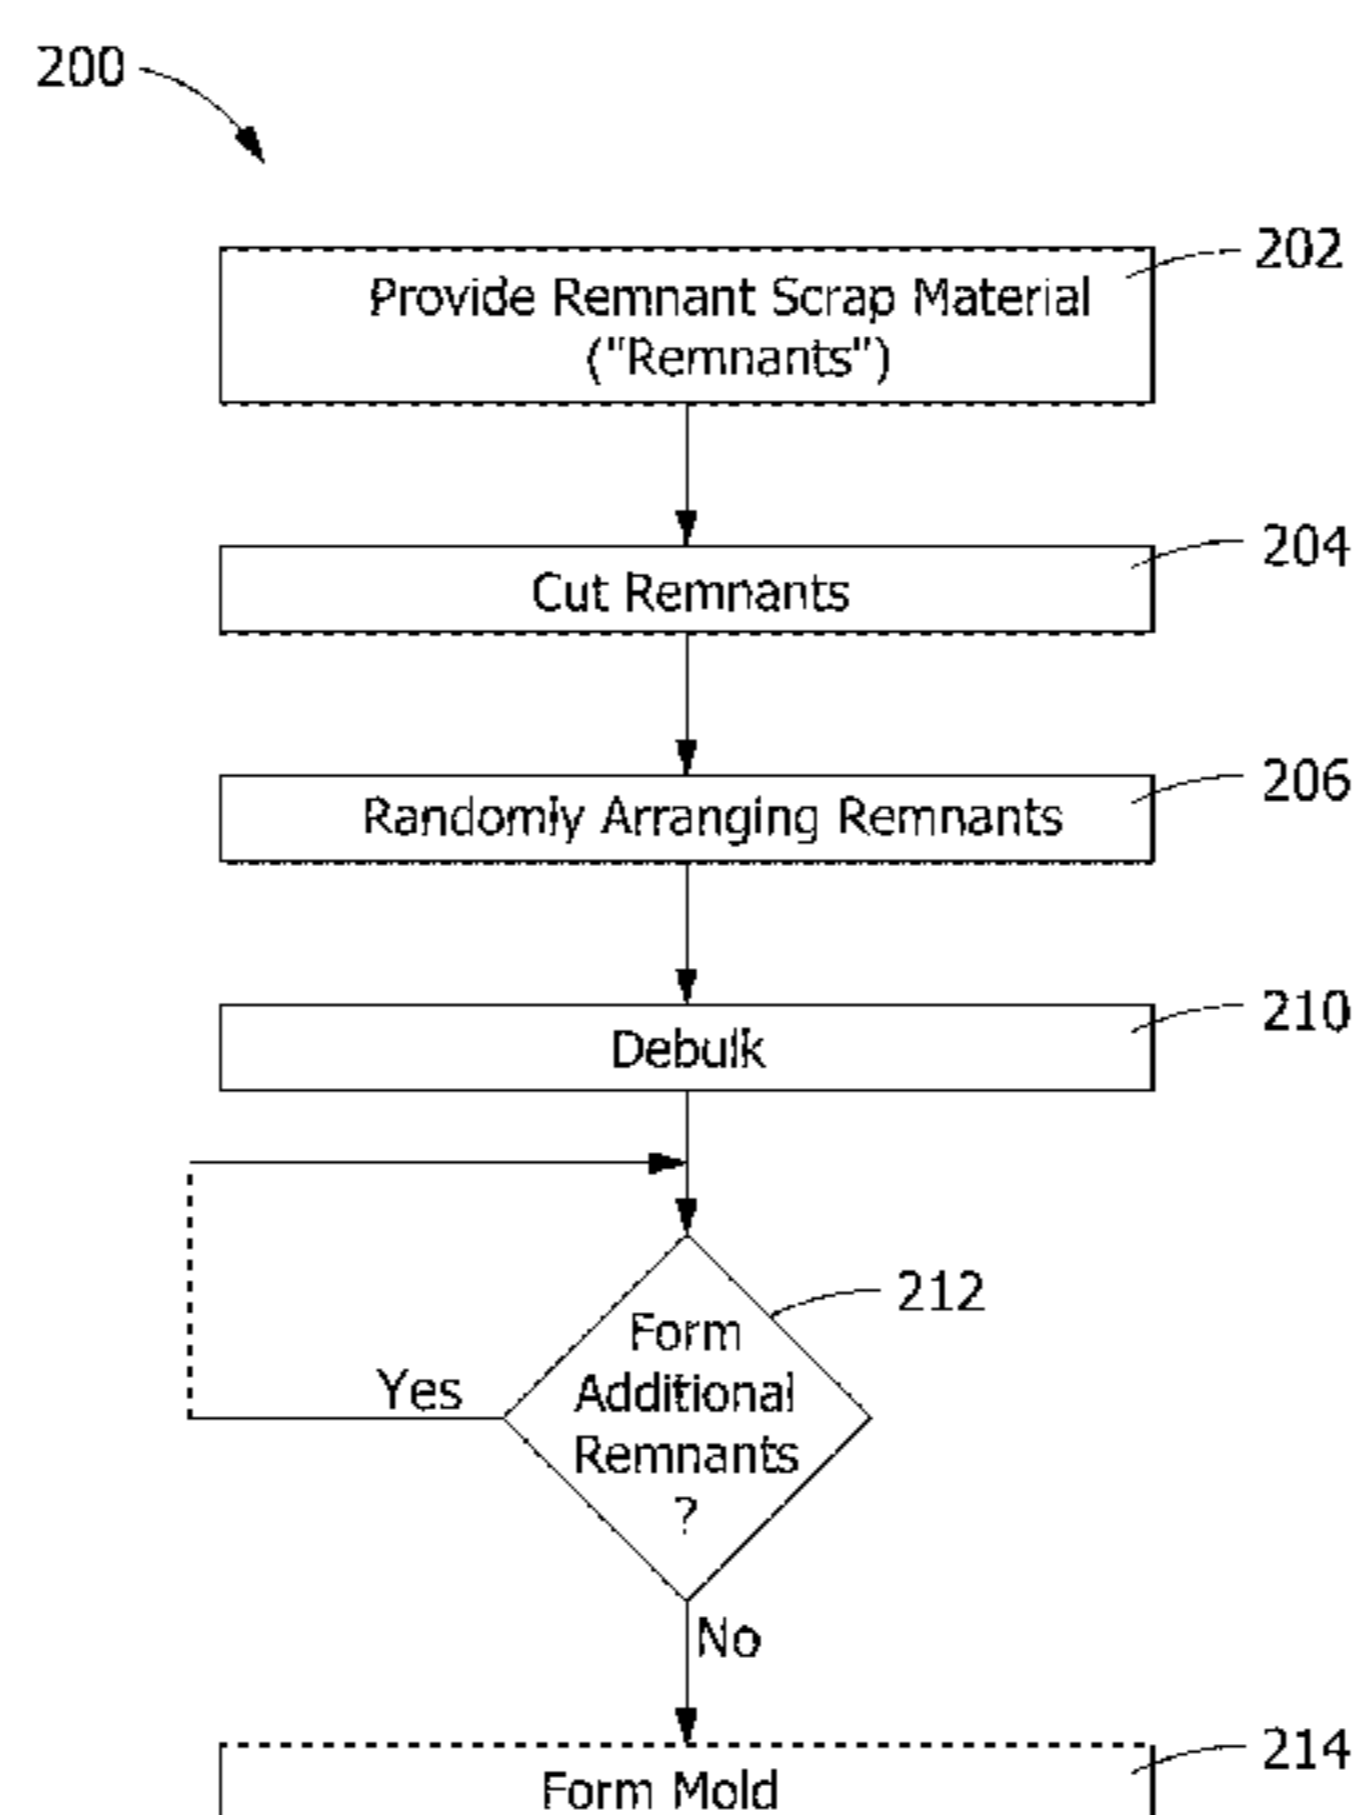 200
202
Provide Remnant Scrap Material
("Remnants")
204
Cut Remnants
206
Randomly Arranging Remnants
210
Debulk
212
Form
Additional
Remnants
?
Yes
No
214
Form Mold